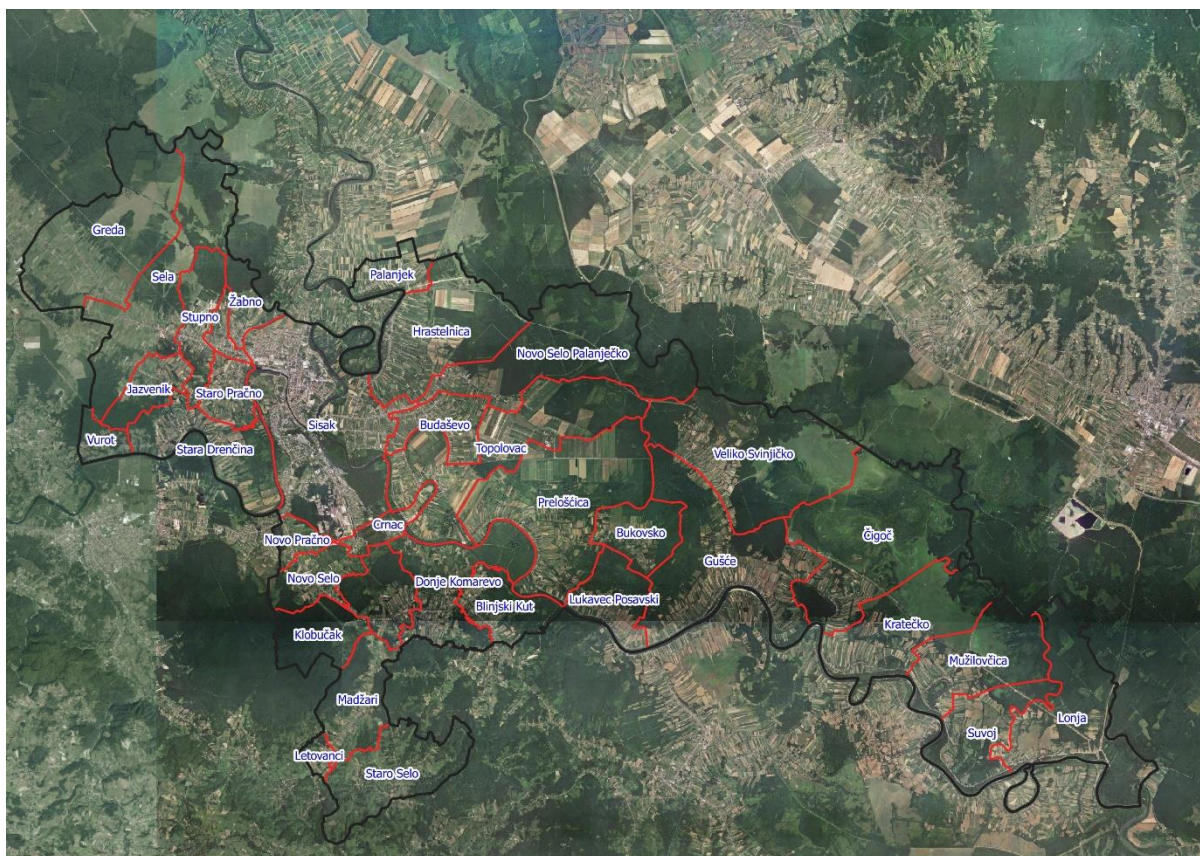 Greda
Palanjek
Sela
Žabno
Stupno
Hrastelnica
Novo Selo Palanječko
Jazvenik
Staro Pračno
Sisak
Budaševo
Vurot
Stara Drenčina
Topolovac
Veliko Svinjičko
Prelošćica
Crnac
Bukovsko
Čigoč
Novo Pračno
Gušće
Novo Selo
Donje Komarevo
Blinjski Kut
Lukavec Posavski
Klobučak
Kratečko
Mužilovčica
Madžari
Lonja
Suvoj
Letovanci
Staro Selo